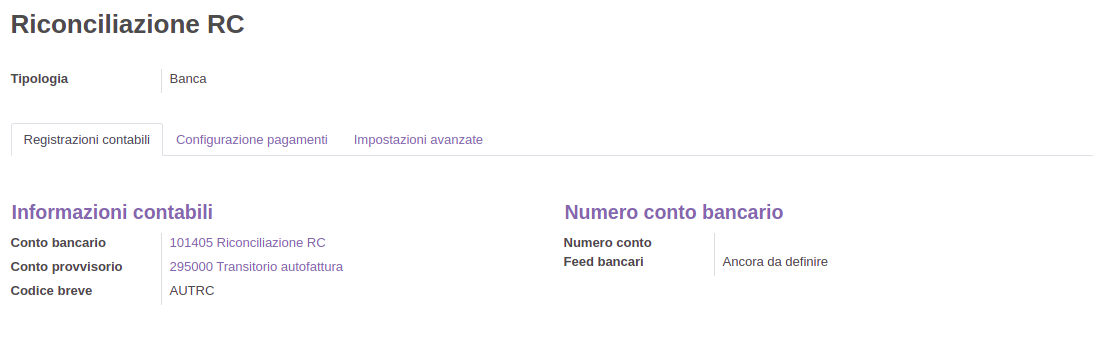 Riconciliazione RC
Tipologia Banca
Registrazioni contabili Configurazione pagamenti Impostazioni avanzate
Informazioni contabili
Conto bancario 101405 Riconciliazione RC
Conto provvisorio 295000 Transitorio autofattura
Codice breve AUTRC
Numero conto bancario
Numero conto
Feed bancari Ancora da definire